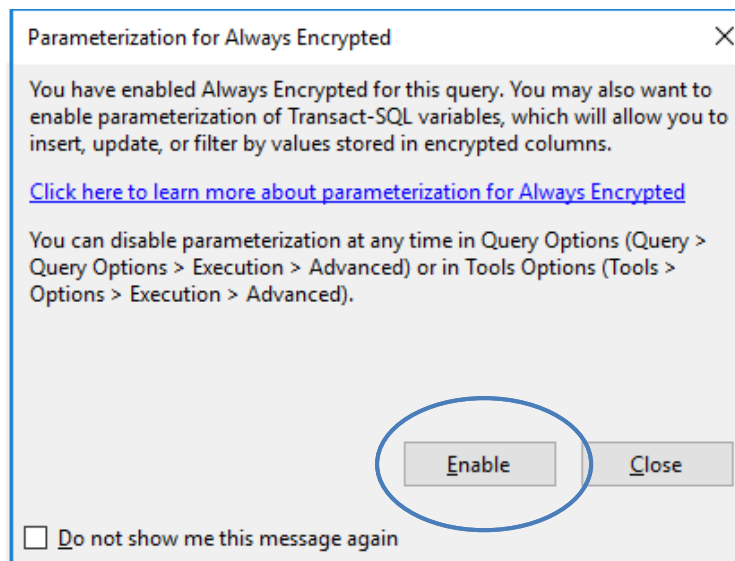 Parameterization for Always Encrypted
You have enabled Always Encrypted for this query. You may also want to
enable parameterization of Transact-SQL variables, which will allow you to
insert, update, or filter by values stored in encrypted columns.
Click here to learn more about parameterization for Always Encrypted
You can disable parameterization at any time in Query Options (Query >
Query Options > Execution > Advanced) or in Tools Options (Tools >
Options > Execution > Advanced).
Enable
Close
Do not show me this message again